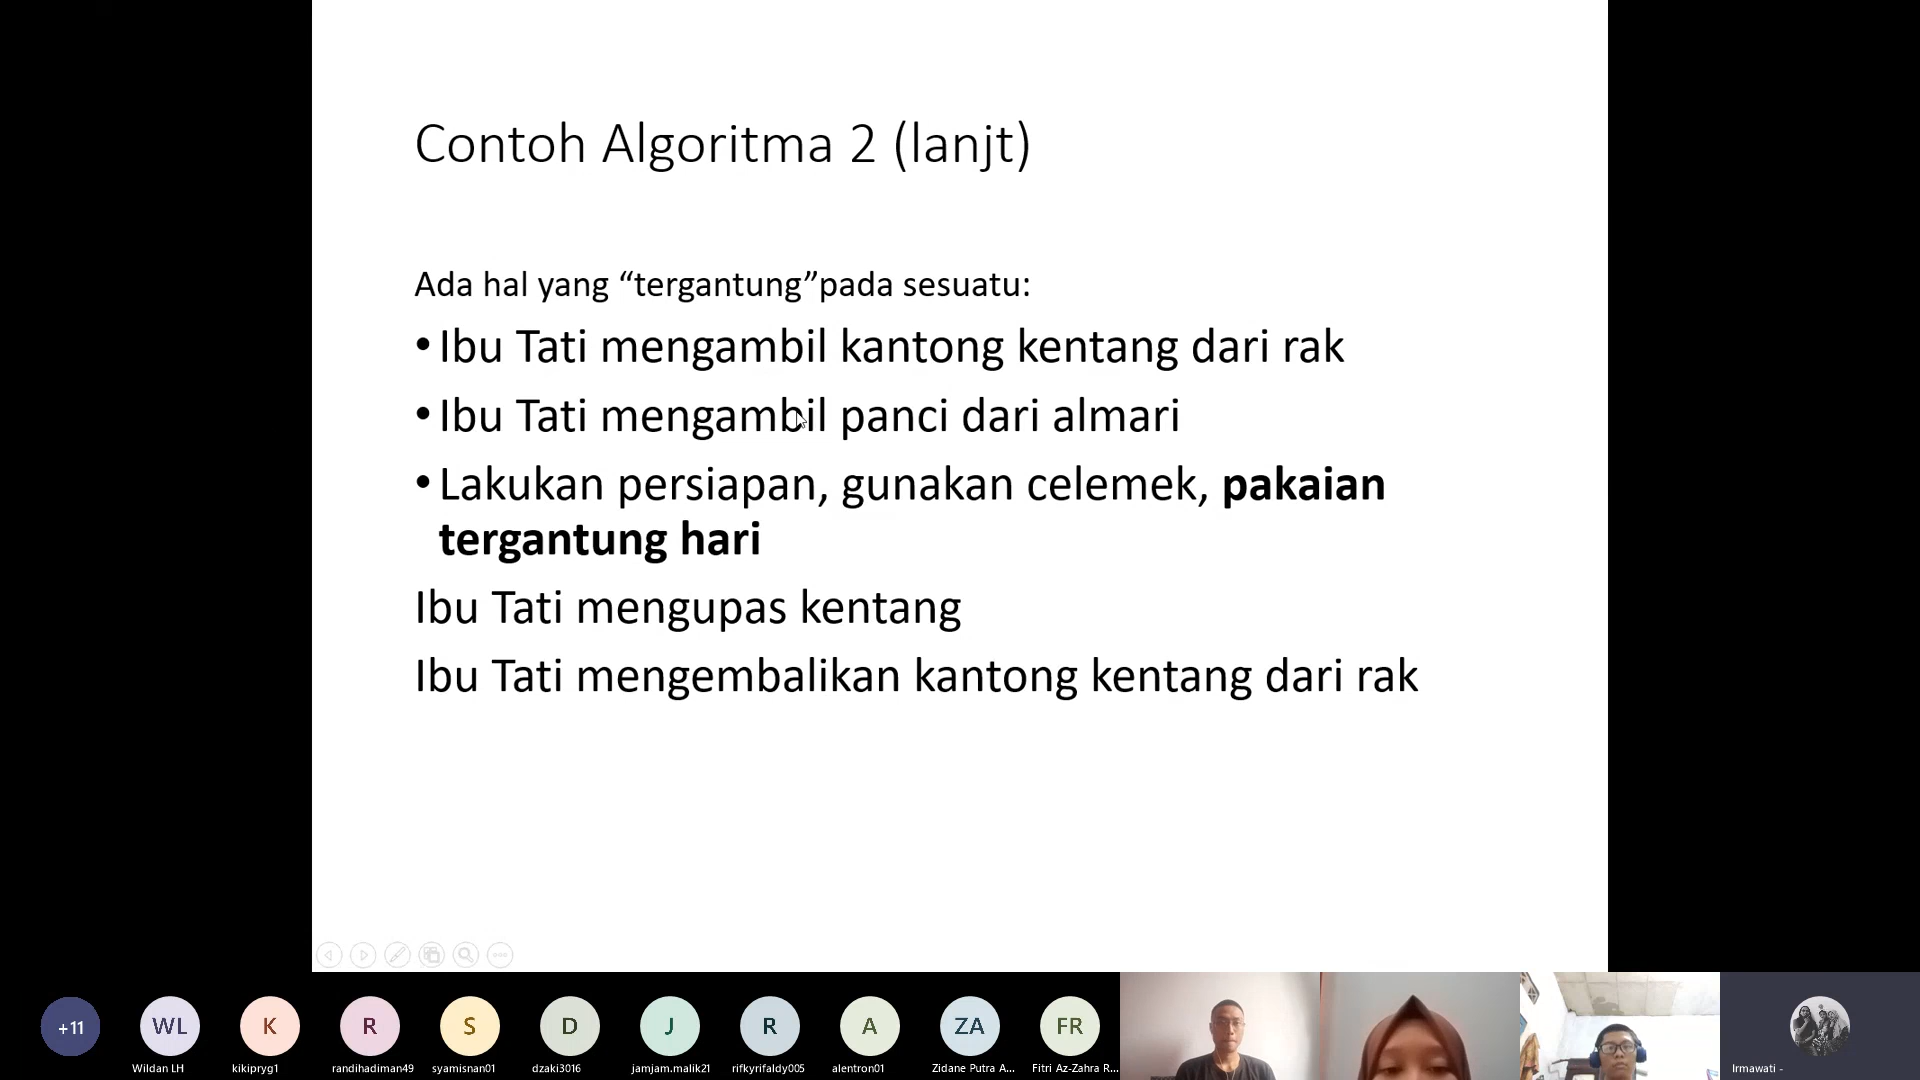 Contoh Algoritma 2 (lanjt)
Ada hal yang “tergantung”pada sesuatu:
•Ibu Tati mengambil kantong kentang dari rak
•Ibu Tati mengambil panci dari almari
•Lakukan persiapan, gunakan celemek, pakaian
tergantung hari
Ibu Tati mengupas kentang
Ibu Tati mengembalikan kantong kentang dari rak
+11 WL K R S D J R A ZA FR
Wildan LH kikipryg1 randihadiman49 syamisnan01 dzaki3016 jamjam.malik21 rifkyrifaldy005 alentron01 Zidane Putra A... Fitri Az-Zahra R... Irmawati -